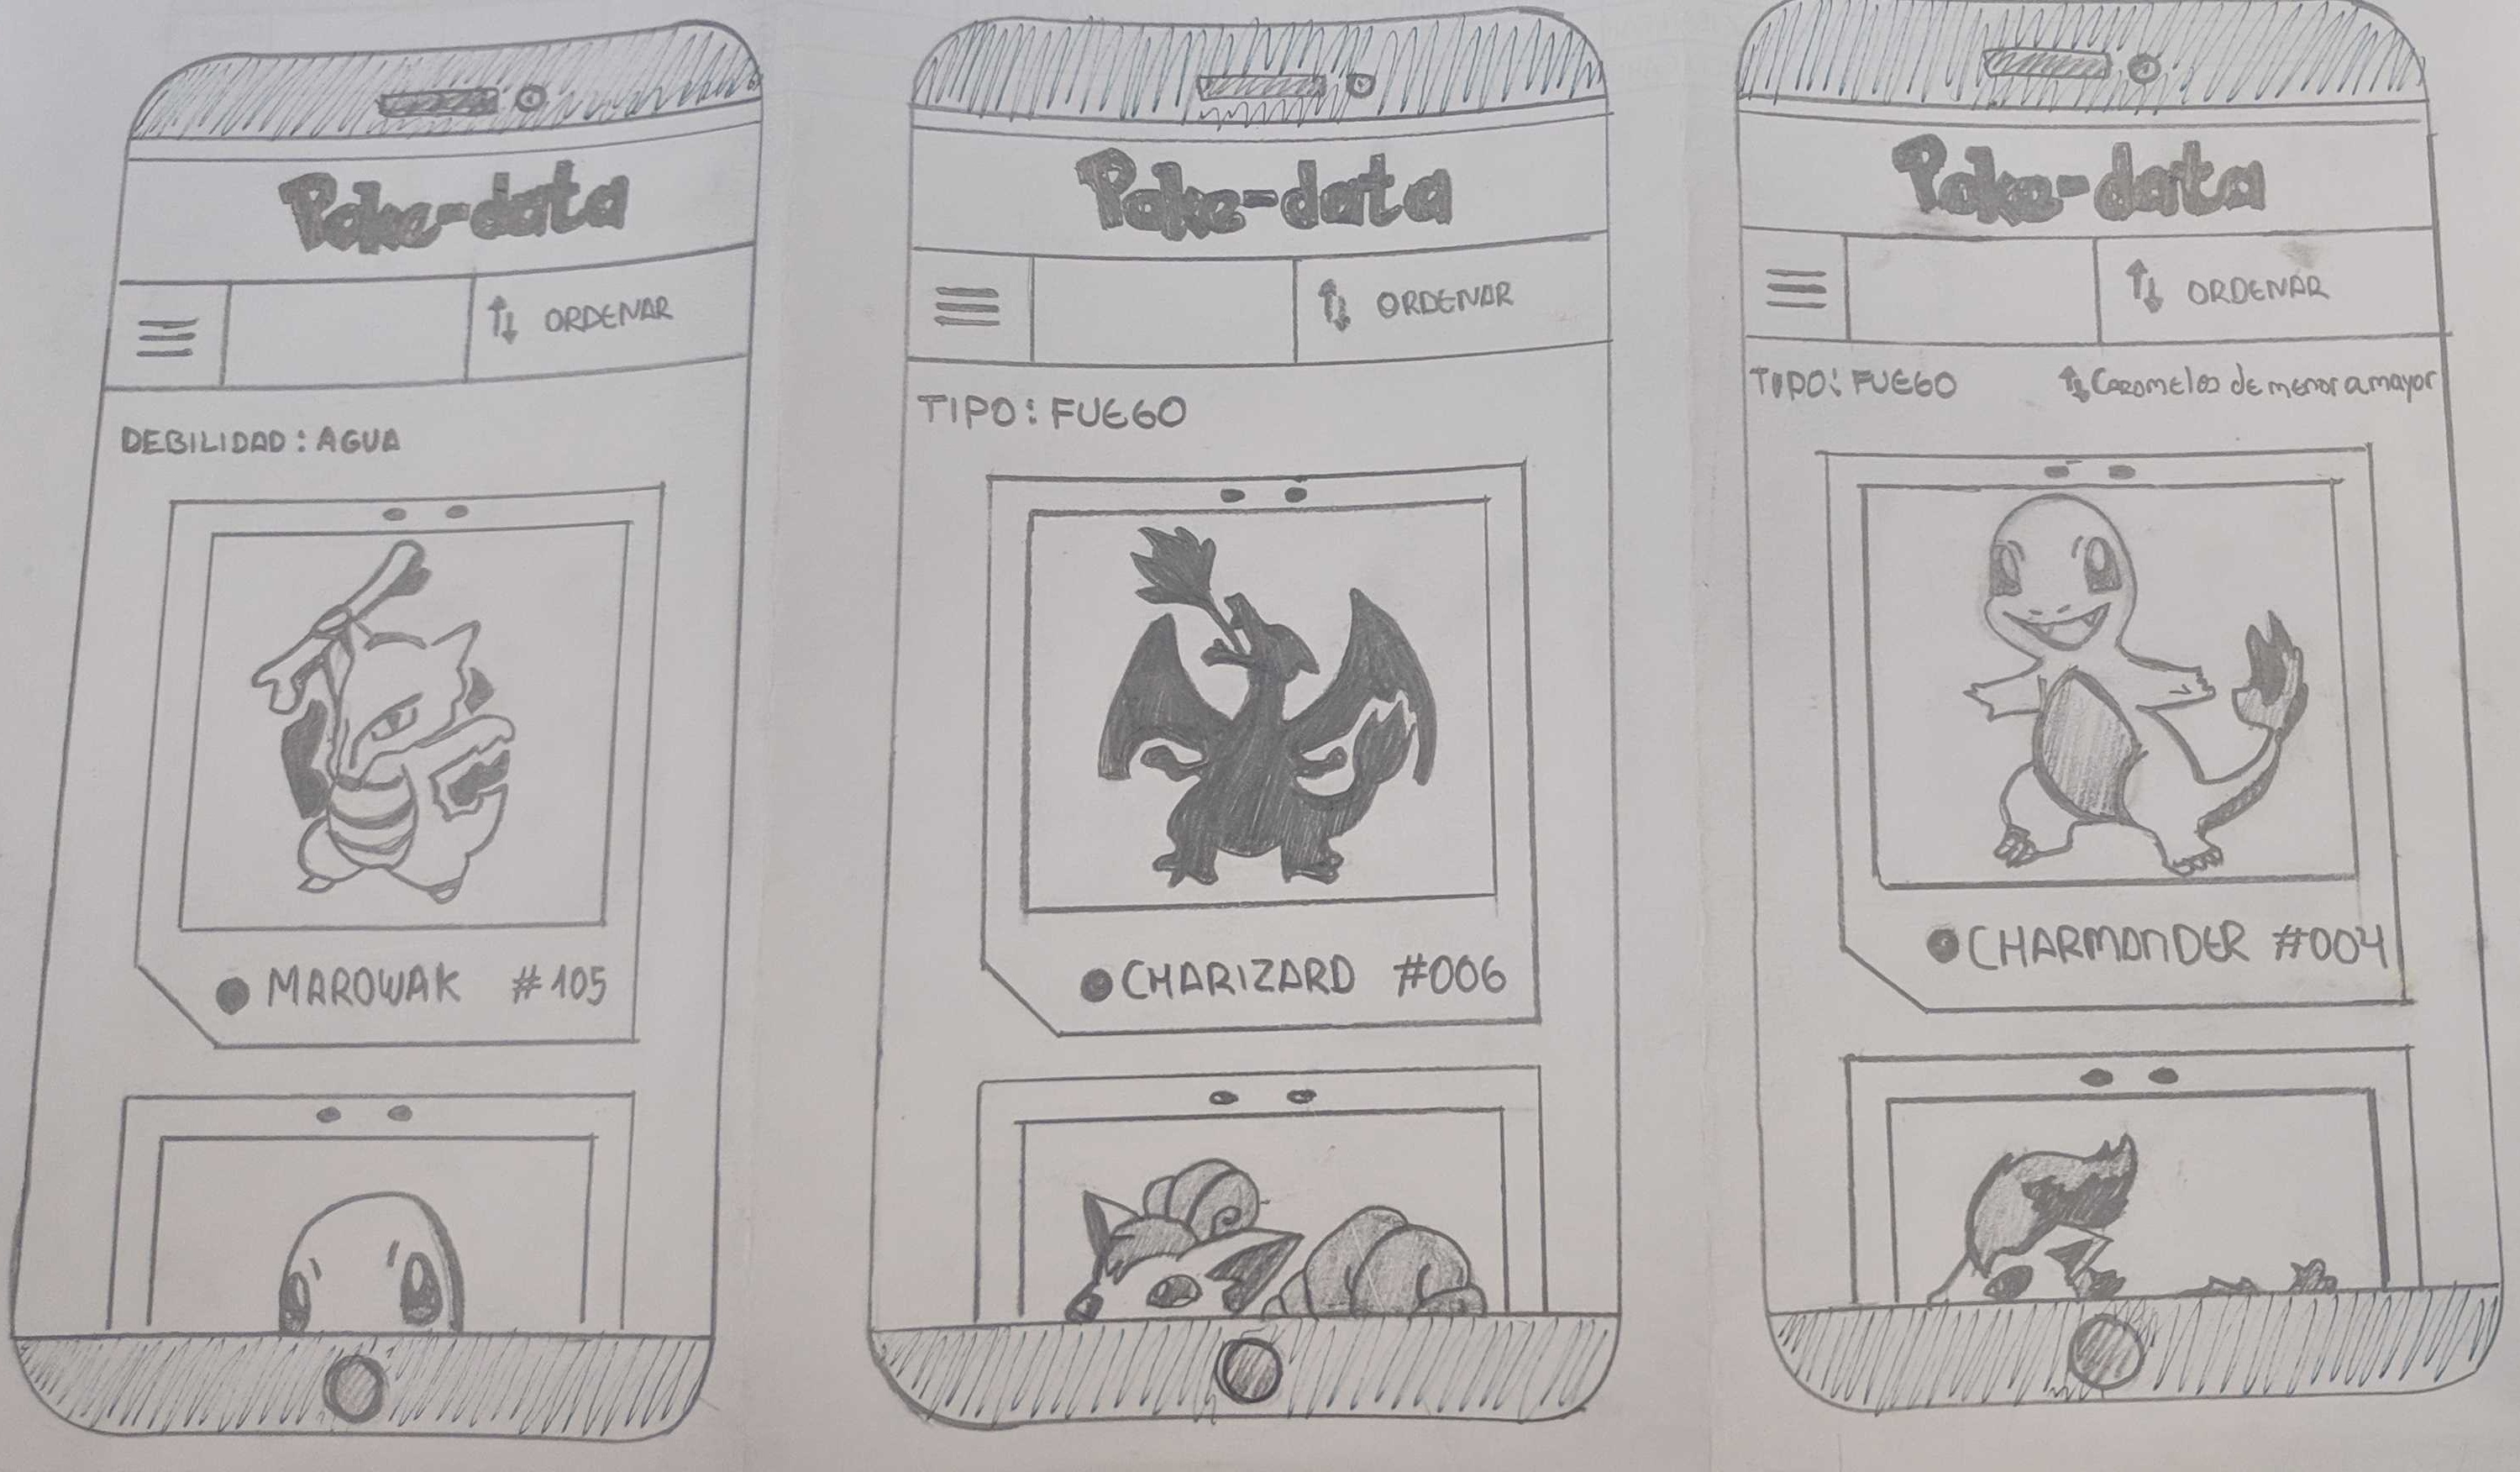 Poke-data
ORDENAR
DEBILIDAD: AGUA
MAROWAK #105
Poke-data
ORDENAR
TIPO: FUEGO
CHARIZARD #006
Poke-data
ORDENAR
TIPO: FUEGO Caromelos de menor a mayor
CHARMANDER #004